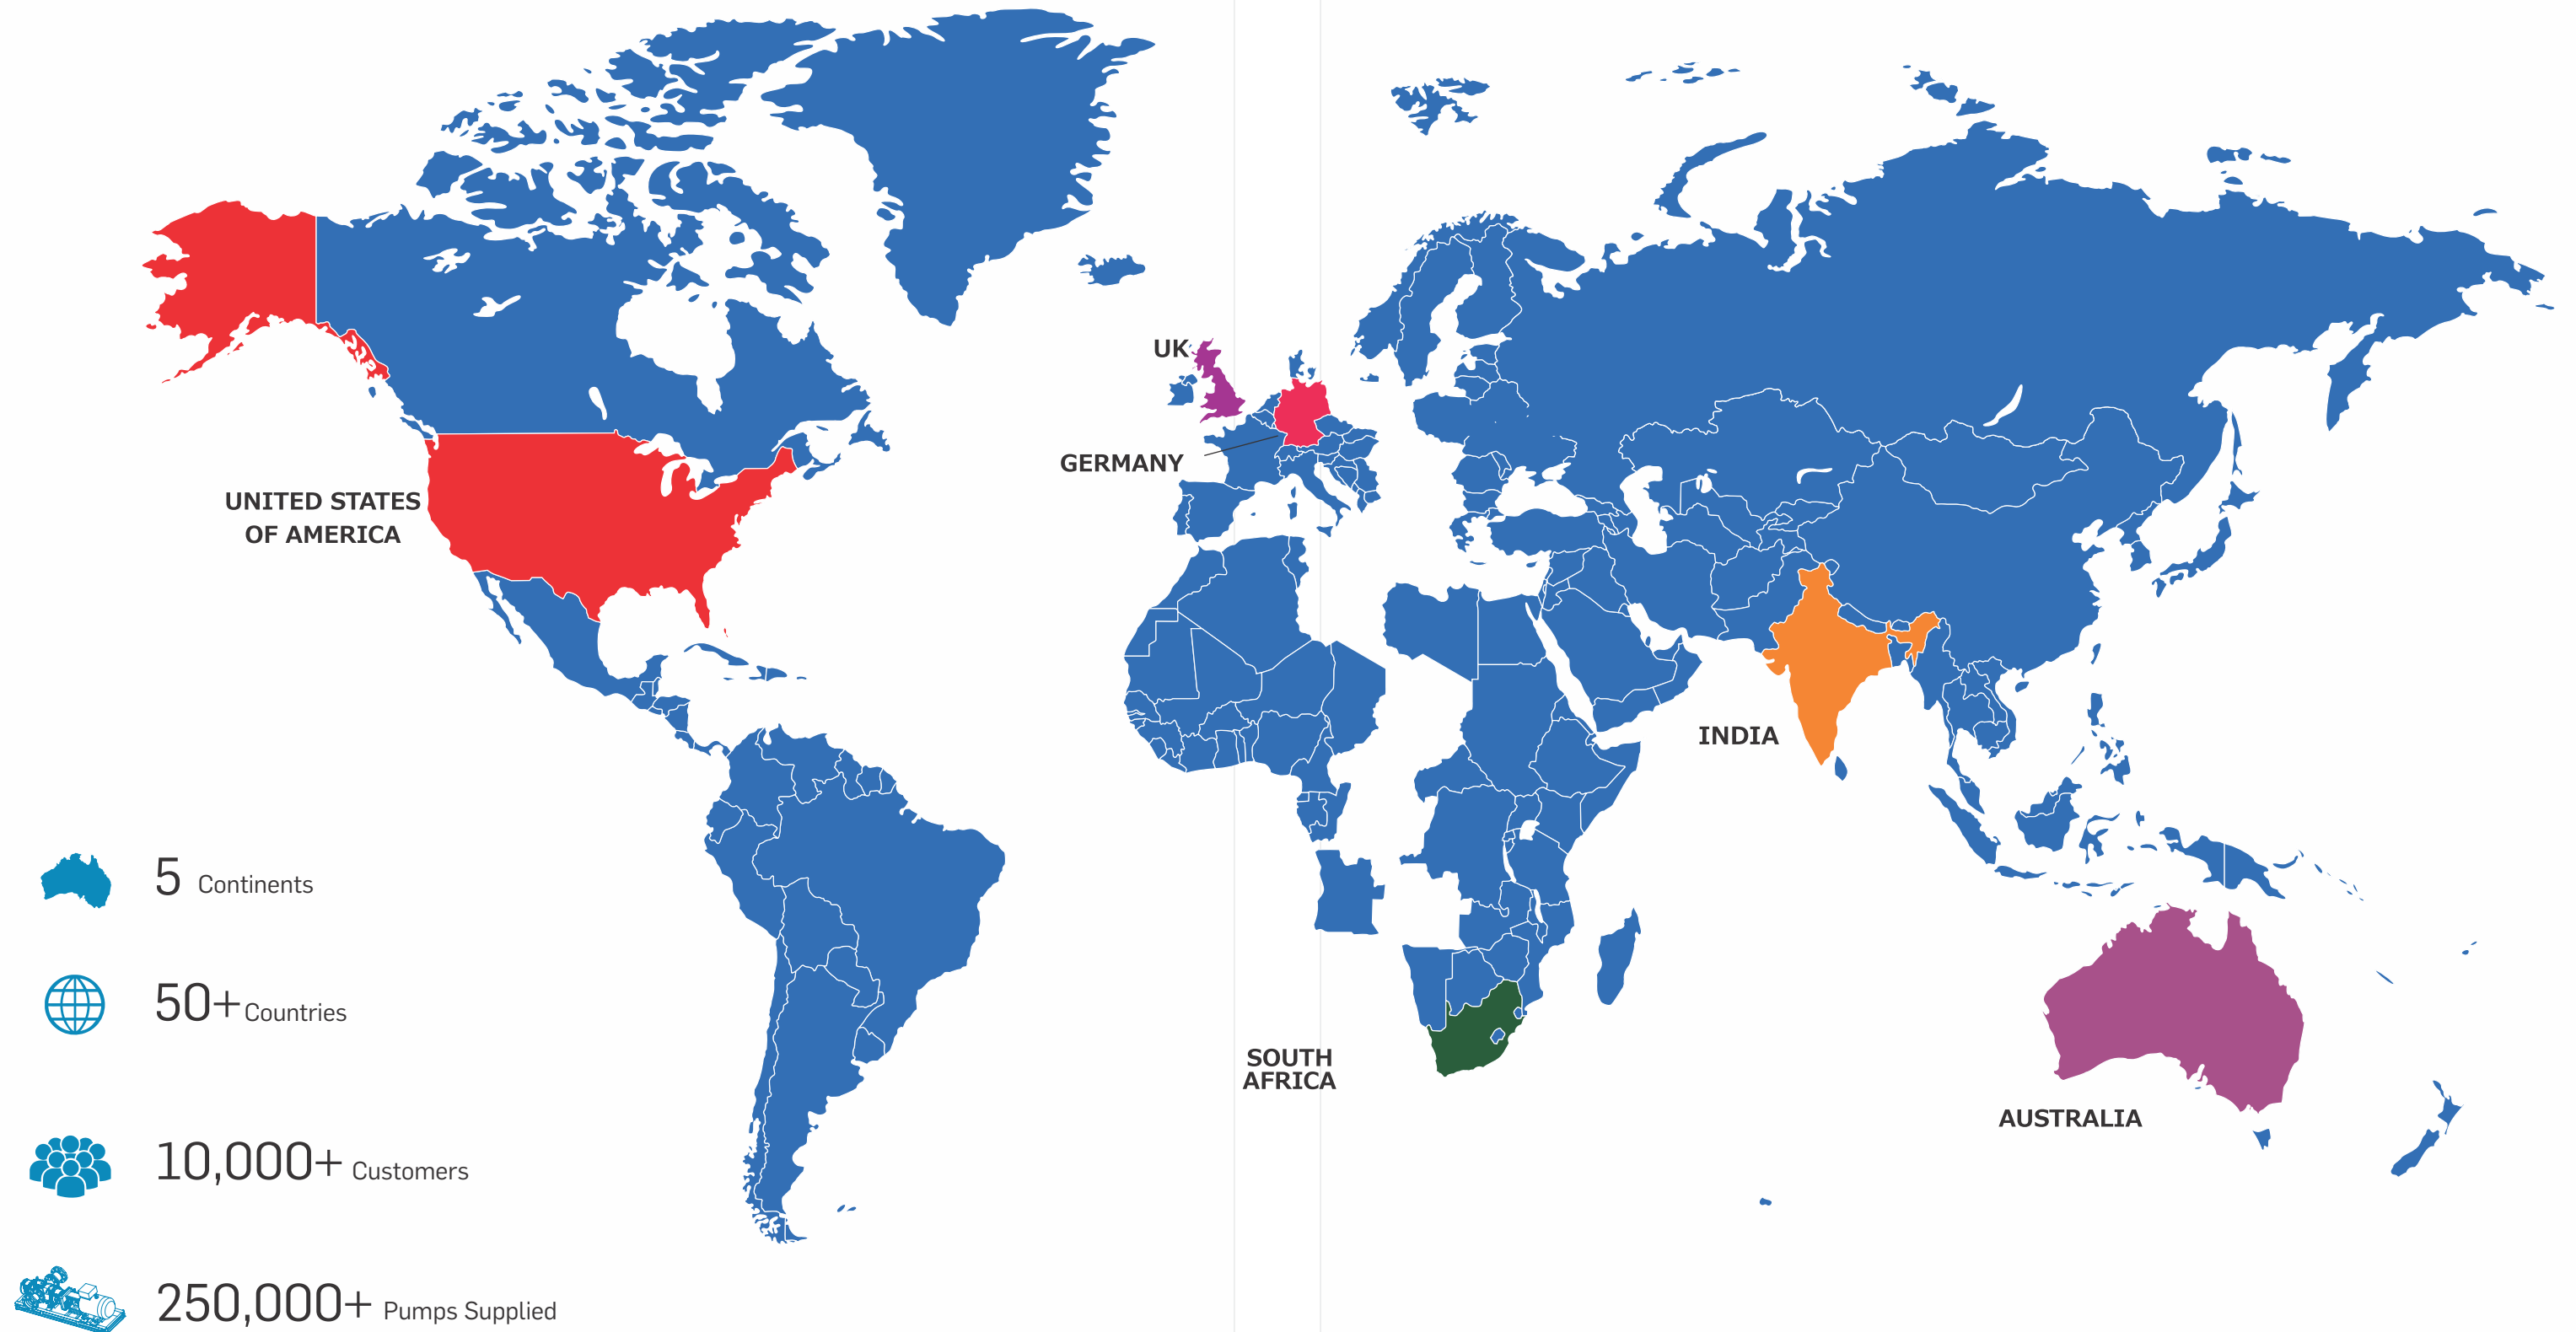 UK
GERMANY
UNITED STATES
OF AMERICA
INDIA
SOUTH
AFRICA
AUSTRALIA
5 Continents
50+ Countries
10,000+ Customers
250,000+ Pumps Supplied